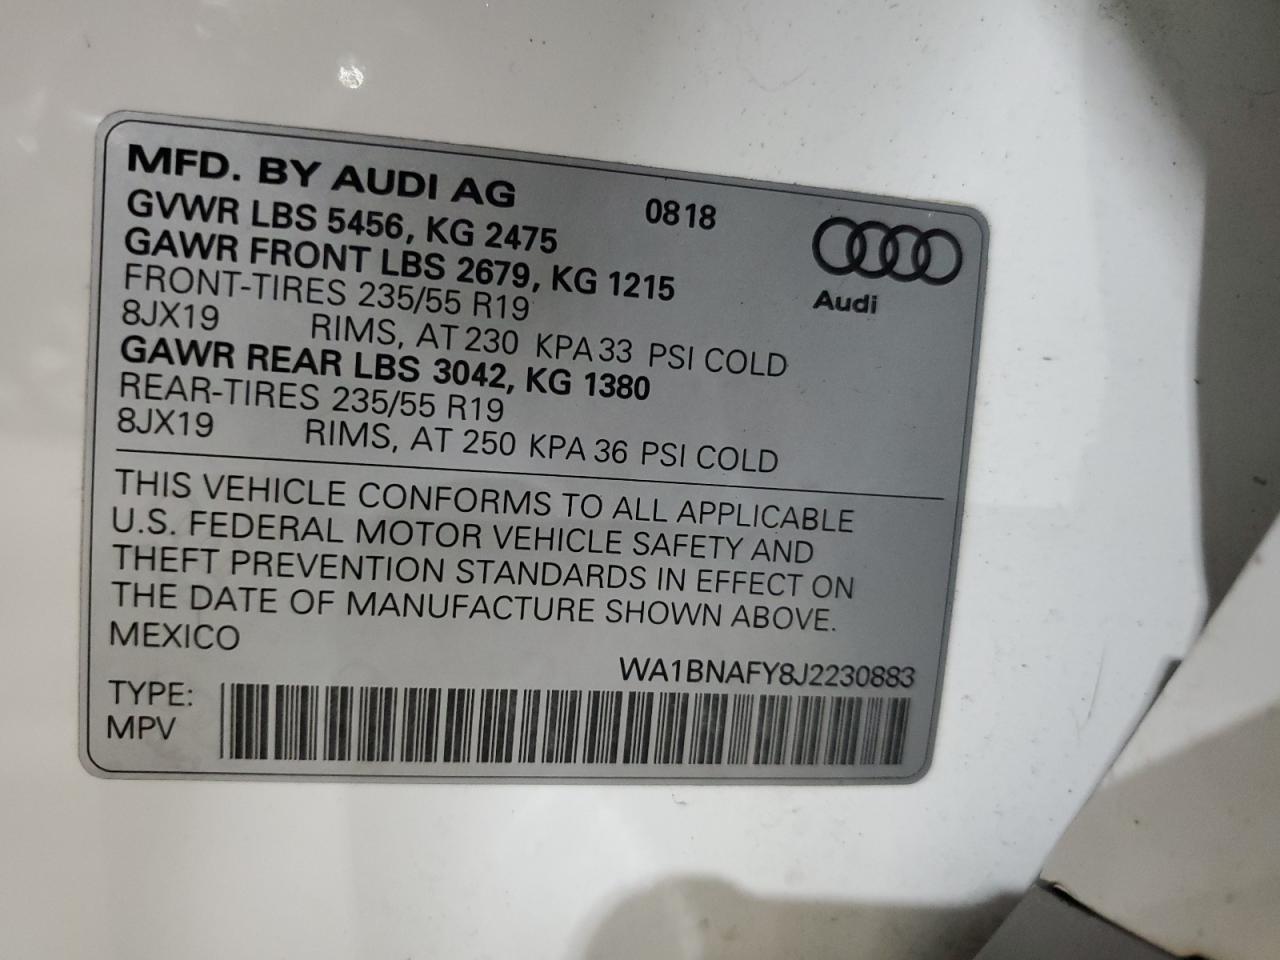 MFD. BY AUDI AG 0818
GVWR LBS 5456, KG 2475
GAWR FRONT LBS 2679, KG 1215
FRONT-TIRES 235/55 R19
8JX19 RIMS, AT 230 KPA 33 PSI COLD
GAWR REAR LBS 3042, KG 1380
REAR-TIRES 235/55 R19
8JX19 RIMS, AT 250 KPA 36 PSI COLD
Audi
THIS VEHICLE CONFORMS TO ALL APPLICABLE
U.S. FEDERAL MOTOR VEHICLE SAFETY AND
THEFT PREVENTION STANDARDS IN EFFECT ON
THE DATE OF MANUFACTURE SHOWN ABOVE.
MEXICO
WA1BNAFY8J2230883
TYPE:
MPV